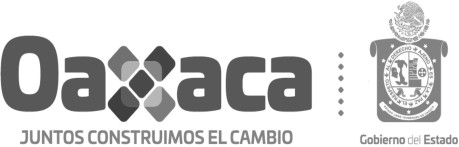 Oaxaca
JUNTOS CONSTRUIMOS EL CAMBIO
Gobierno del Estado